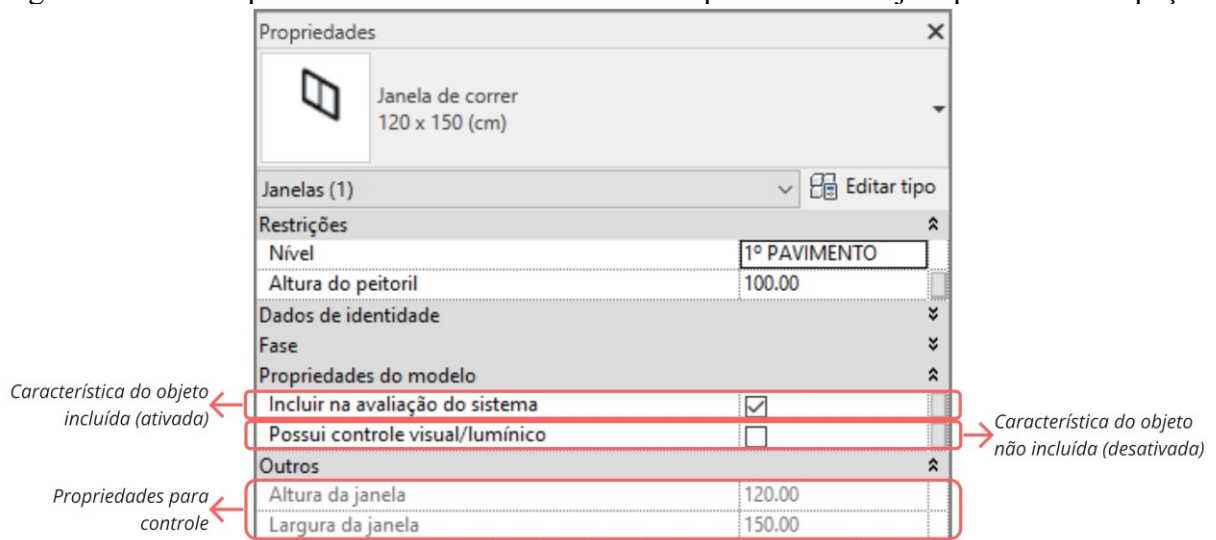 Propriedades
Janela de correr
120 x 150 (cm)
Janelas (1)
Editar tipo
Restrições
Nível 1º PAVIMENTO
Altura do peitoril 100.00
Dados de identidade
Fase
Propriedades do modelo
Característica do objeto
incluída (ativada)
Incluir na avaliação do sistema
Possui controle visual/lumínico
Característica do objeto
não incluída (desativada)
Outros
Propriedades para
controle
Altura da janela 120.00
Largura da janela 150.00